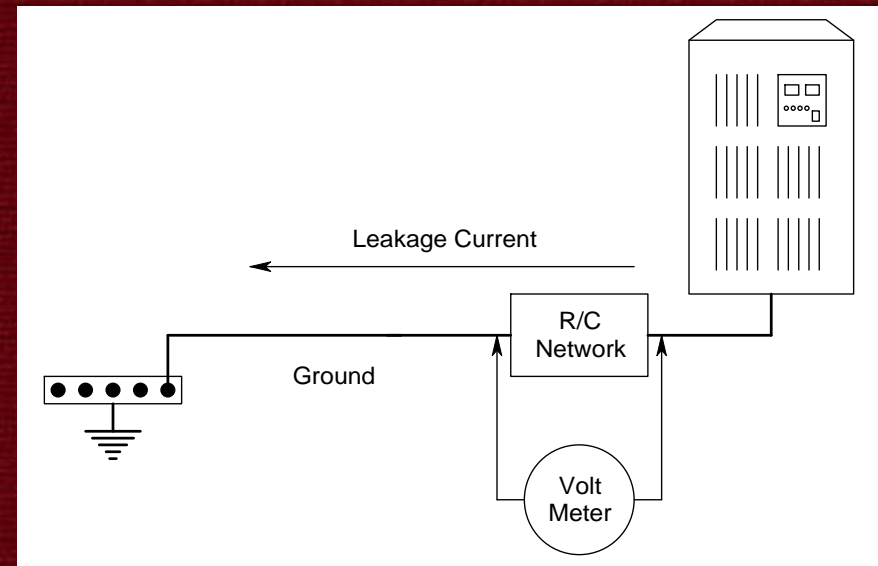 Leakage Current
R/C
Network
Ground
Volt
Meter